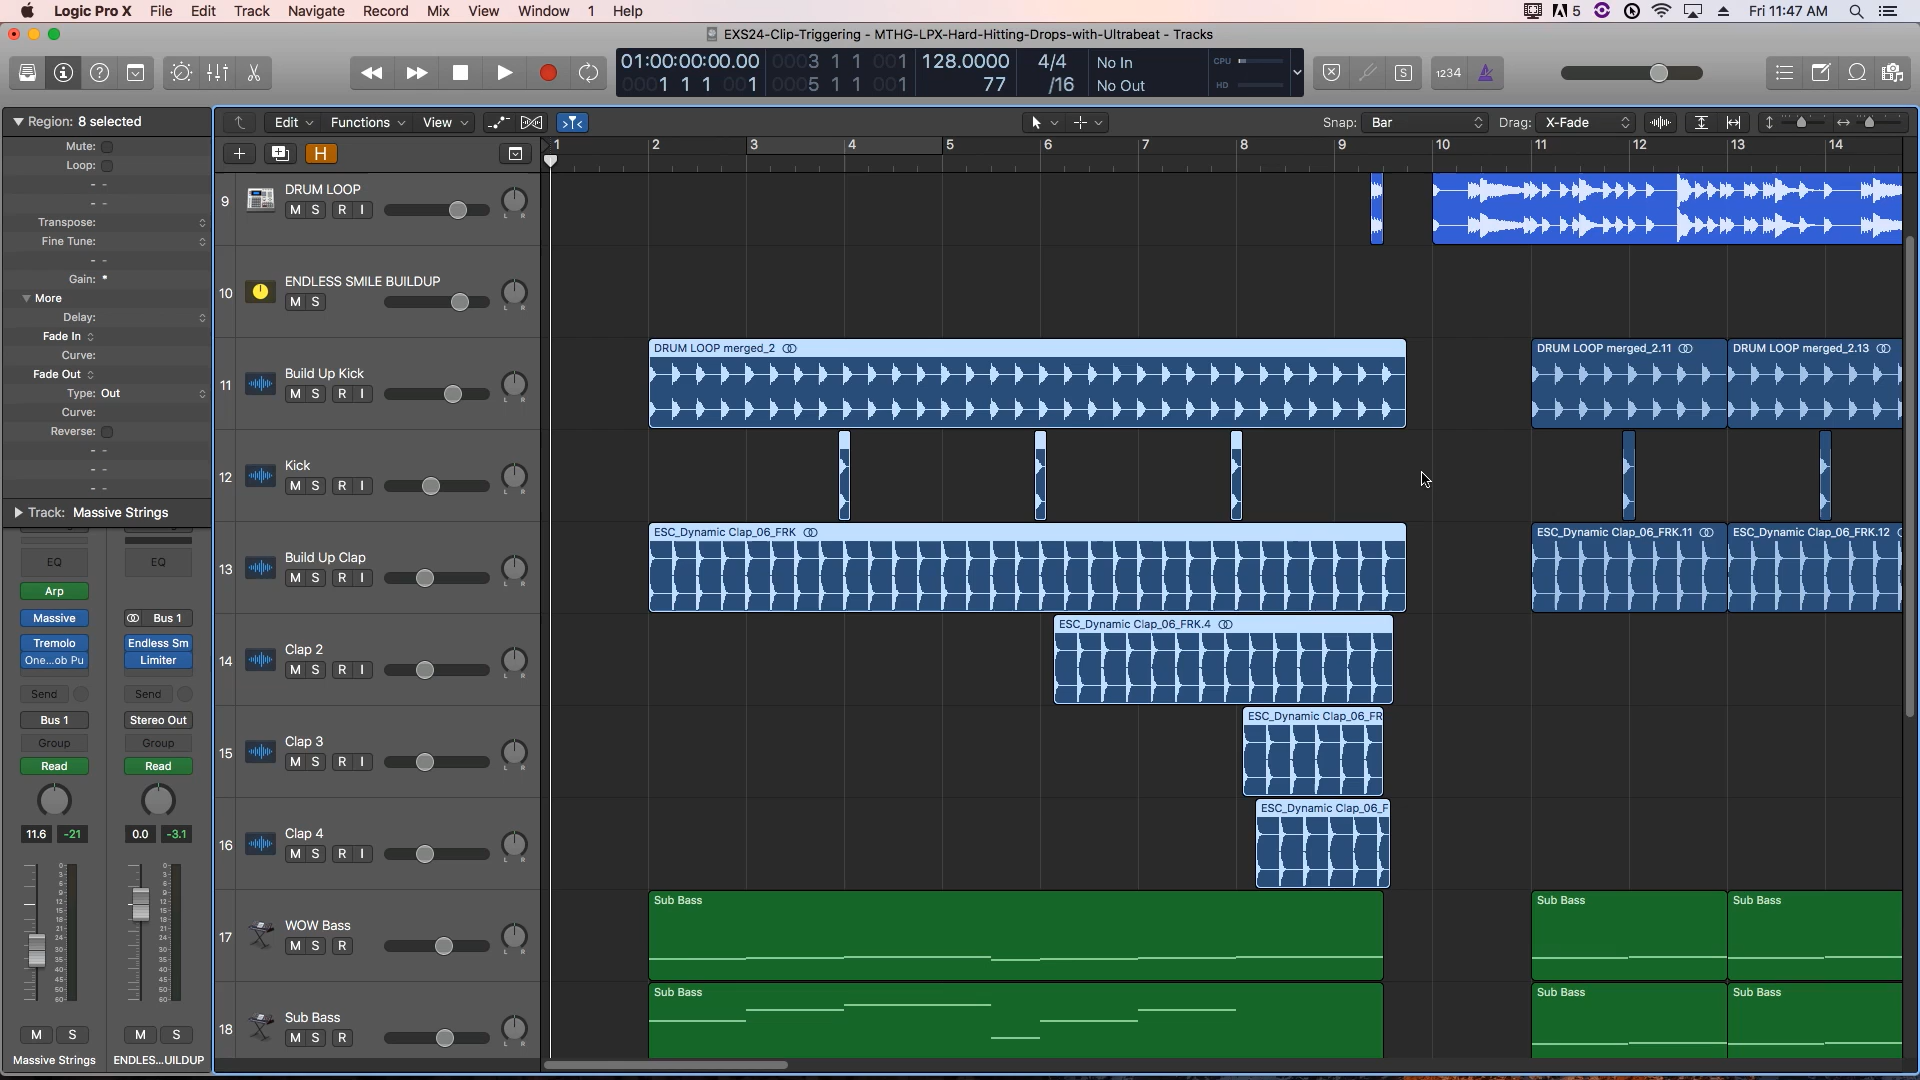 Logic Pro X File Edit Track Navigate Record Mix View Window 1 Help
5 Fri 11:47 AM
EXS24-Clip-Triggering - MTHG-LPX-Hard-Hitting-Drops-with-Ultrabeat - Tracks
01:00:00:00.00 0003 1 1 001 128.0000 4/4 No In CPU
0001 1 1 001 0005 1 1 001 77 /16 No Out HD
S 1234
Region: 8 selected
Mute:
Loop:
Transpose:
Fine Tune:
Gain:
More
Delay:
Fade In
Curve:
Fade Out
Type: Out
Curve:
Reverse:
Track: Massive Strings
EQ EQ
Arp
Massive Bus 1
Tremolo Endless Sm
One...ob Pu Limiter
Send Send
Bus 1 Stereo Out
Group Group
Read Read
11.6 -21 0.0 -3.1
M S M S
Massive Strings ENDLES...UILDUP
Edit Functions View Snap: Bar Drag: X-Fade
H
1 2 3 4 5 6 7 8 9 10 11 12 13 14
9 DRUM LOOP
M S R I L R
10 ENDLESS SMILE BUILDUP
M S L R
11 Build Up Kick
M S R I L R
DRUM LOOP merged_2 DRUM LOOP merged_2.11 DRUM LOOP merged_2.13
12 Kick
M S R I L R
13 Build Up Clap
M S R I L R
ESC_Dynamic Clap_06_FRK ESC_Dynamic Clap_06_FRK.11 ESC_Dynamic Clap_06_FRK.12
14 Clap 2
M S R I L R
ESC_Dynamic Clap_06_FRK.4
15 Clap 3
M S R I L R
ESC_Dynamic Clap_06_FR
16 Clap 4
M S R I L R
ESC_Dynamic Clap_06_F
17 WOW Bass
M S R L R
Sub Bass Sub Bass Sub Bass
18 Sub Bass
M S R L R
Sub Bass Sub Bass Sub Bass